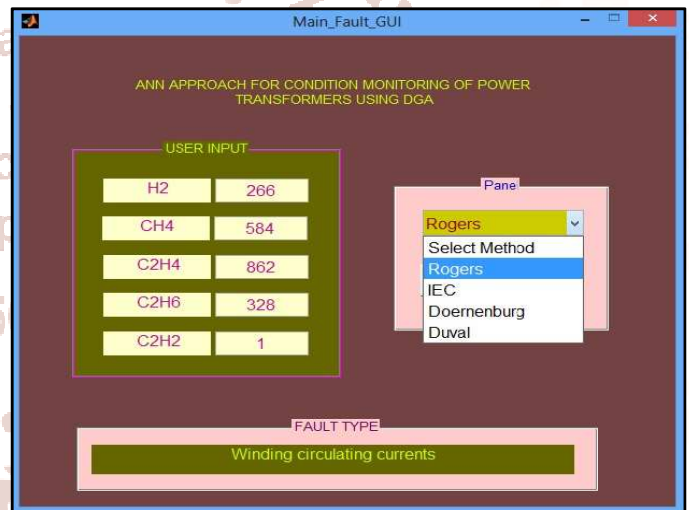 Main_Fault_GUI
ANN APPROACH FOR CONDITION MONITORING OF POWER
TRANSFORMERS USING DGA
USER INPUT
H2 266
CH4 584
C2H4 862
C2H6 328
C2H2 1
Pane
Rogers
Select Method
Rogers
IEC
Doernenburg
Duval
FAULT TYPE
Winding circulating currents